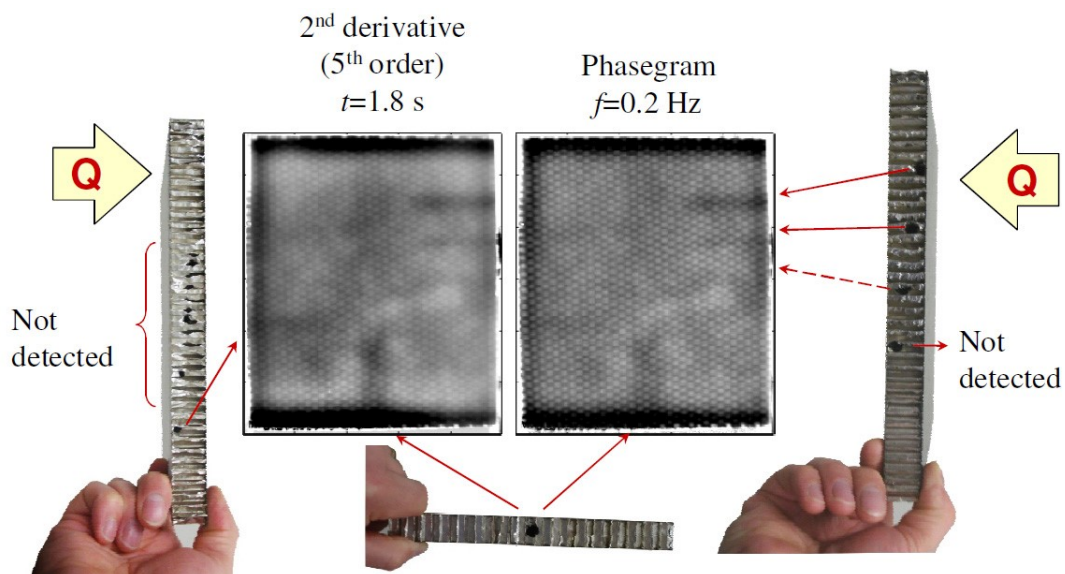 2nd derivative
(5th order)
t=1.8 s
Phasegram
f=0.2 Hz
Q
Q
Not
detected
Not
detected